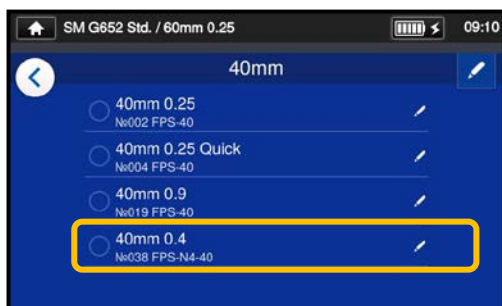 SM G652 Std. / 60mm 0.25 09:10
40mm
40mm 0.25
№002 FPS-40
40mm 0.25 Quick
№004 FPS-40
40mm 0.9
№019 FPS-40
40mm 0.4
№038 FPS-N4-40